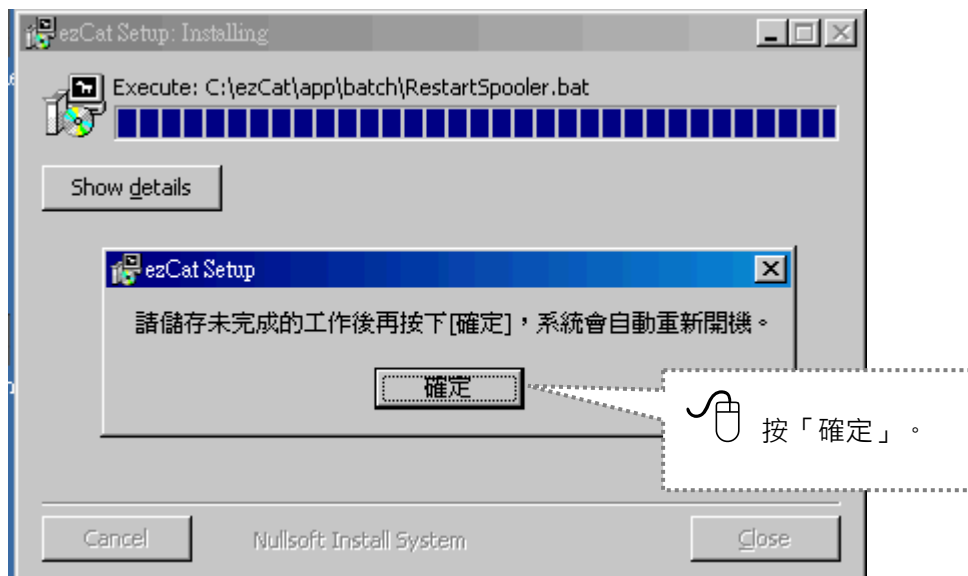 ezCat Setup: Installing
Execute: C:\ezCat\app\batch\RestartSpooler.bat
Show details
ezCat Setup
請儲存未完成的工作後再按下[確定]，系統會自動重新開機。
確定
按「確定」。
Cancel
Nullsoft Install System
Close